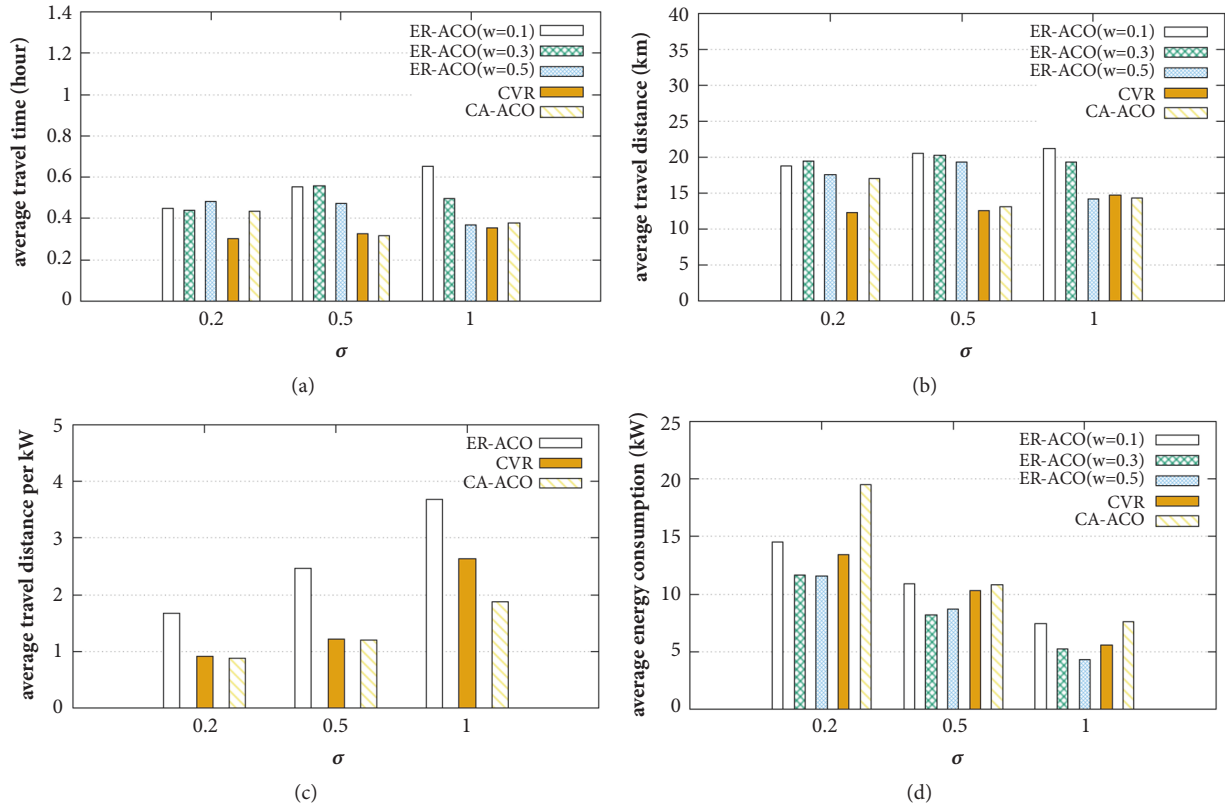 average travel time (hour)
1.4
1.2
1
0.8
0.6
0.4
0.2
0
ER-ACO(w=0.1)
ER-ACO(w=0.3)
ER-ACO(w=0.5)
CVR
CA-ACO
0.2 0.5 1
σ
(a)
average travel distance (km)
40
35
30
25
20
15
10
5
0
ER-ACO(w=0.1)
ER-ACO(w=0.3)
ER-ACO(w=0.5)
CVR
CA-ACO
0.2 0.5 1
σ
(b)
average travel distance per kW
5
4
3
2
1
0
ER-ACO
CVR
CA-ACO
0.2 0.5 1
σ
(c)
average energy consumption (kW)
25
20
15
10
5
0
ER-ACO(w=0.1)
ER-ACO(w=0.3)
ER-ACO(w=0.5)
CVR
CA-ACO
0.2 0.5 1
σ
(d)